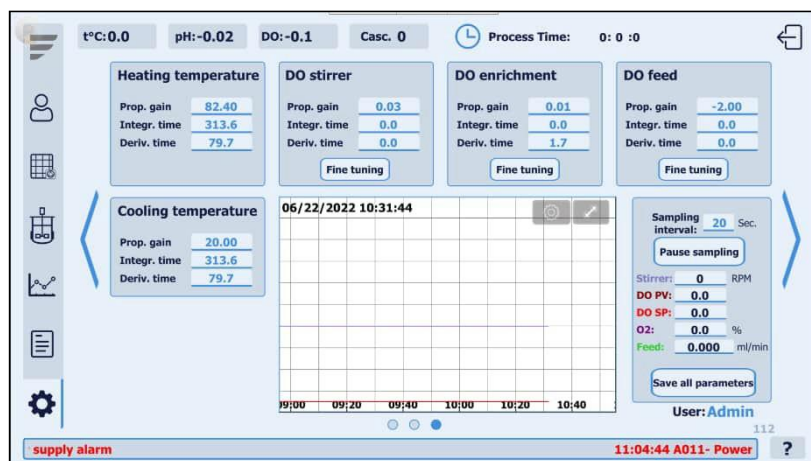 t°C:0.0 pH:-0.02 DO:-0.1 Casc. 0 Process Time: 0: 0 :0
Heating temperature
Prop. gain 82.40
Integr. time 313.6
Deriv. time 79.7
DO stirrer
Prop. gain 0.03
Integr. time 0.0
Deriv. time 0.0
Fine tuning
DO enrichment
Prop. gain 0.01
Integr. time 0.0
Deriv. time 1.7
Fine tuning
DO feed
Prop. gain -2.00
Integr. time 0.0
Deriv. time 0.0
Fine tuning
Cooling temperature
Prop. gain 20.00
Integr. time 313.6
Deriv. time 79.7
06/22/2022 10:31:44
09:20 09:40 10:00 10:20 10:40
Sampling
interval: 20 Sec.
Pause sampling
Stirrer: 0 RPM
DO PV: 0.0
DO SP: 0.0
O2: 0.0 %
Feed: 0.000 ml/min
Save all parameters
User:Admin
112
supply alarm 11:04:44 A011- Power ?